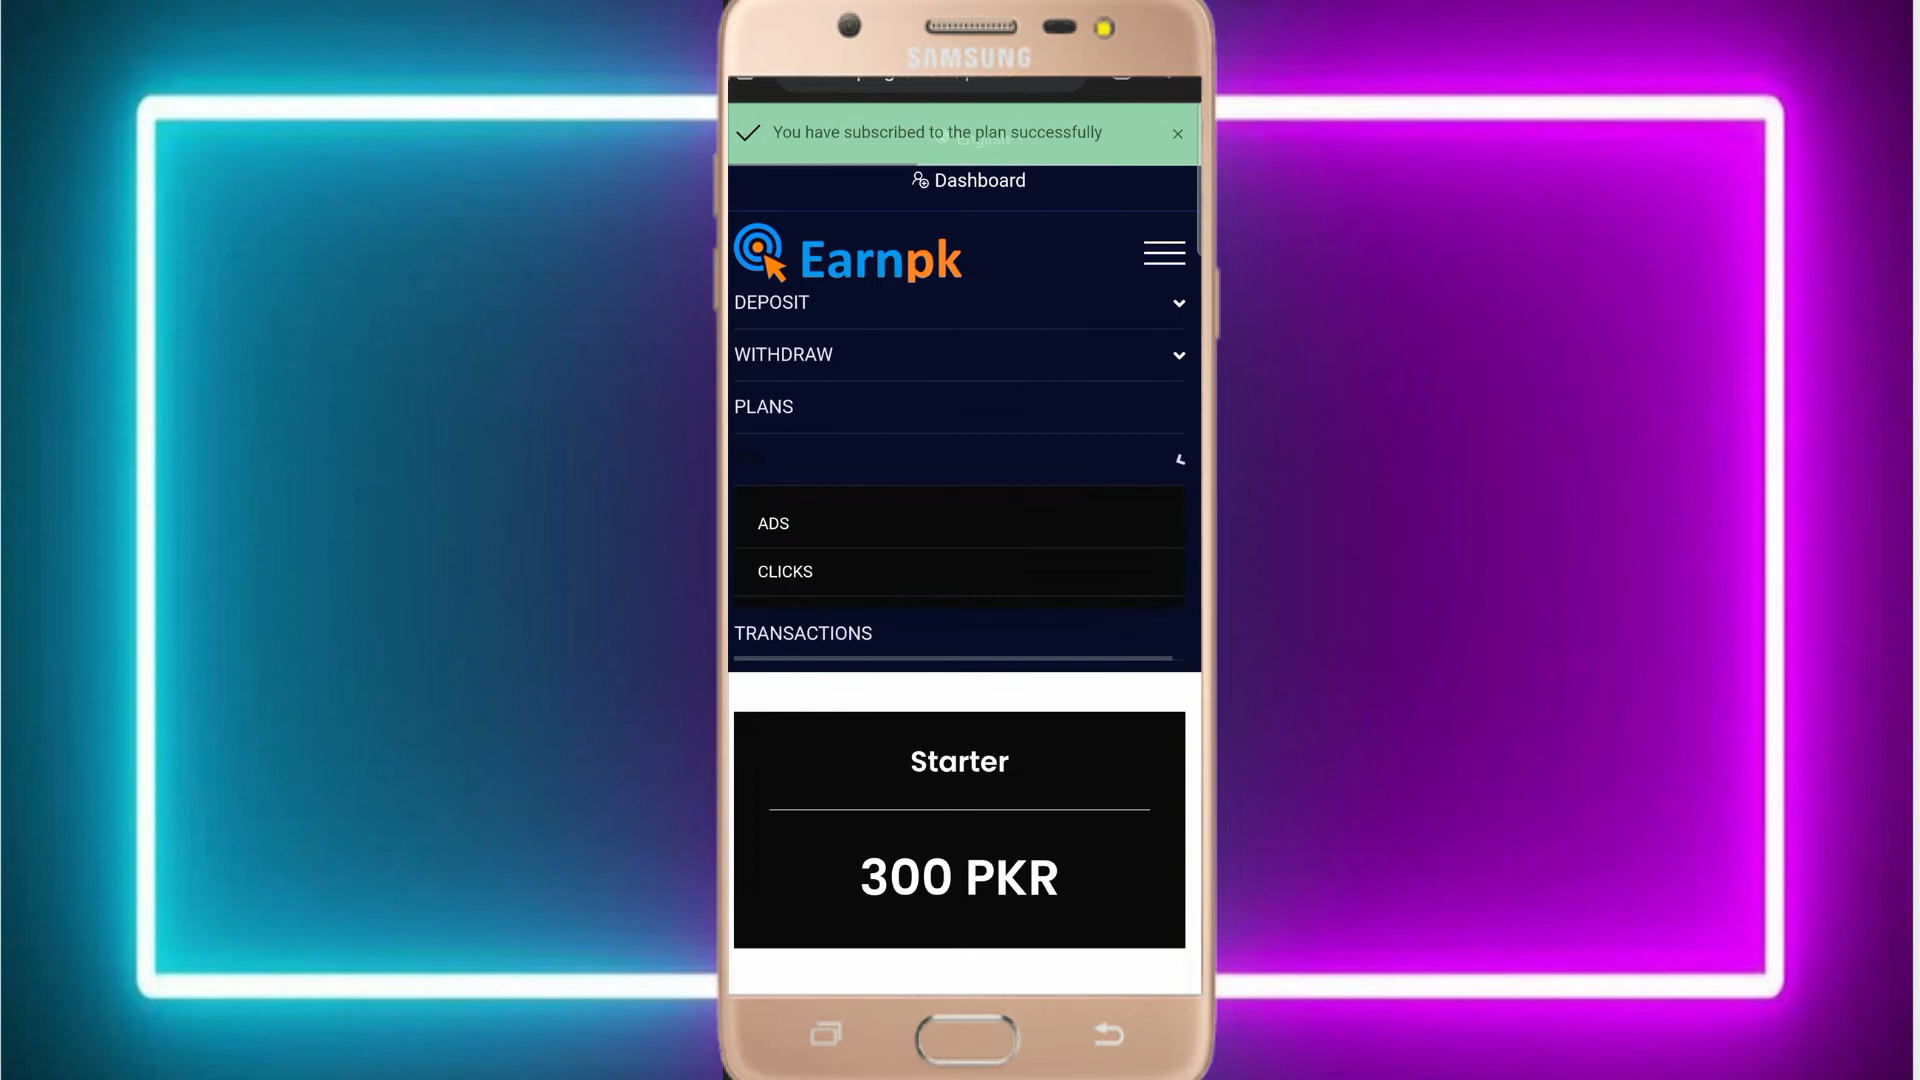 SAMSUNG
You have subscribed to the plan successfully
English
Dashboard
Earnpk
DEPOSIT
WITHDRAW
PLANS
ADS
CLICKS
TRANSACTIONS
Starter
300 PKR